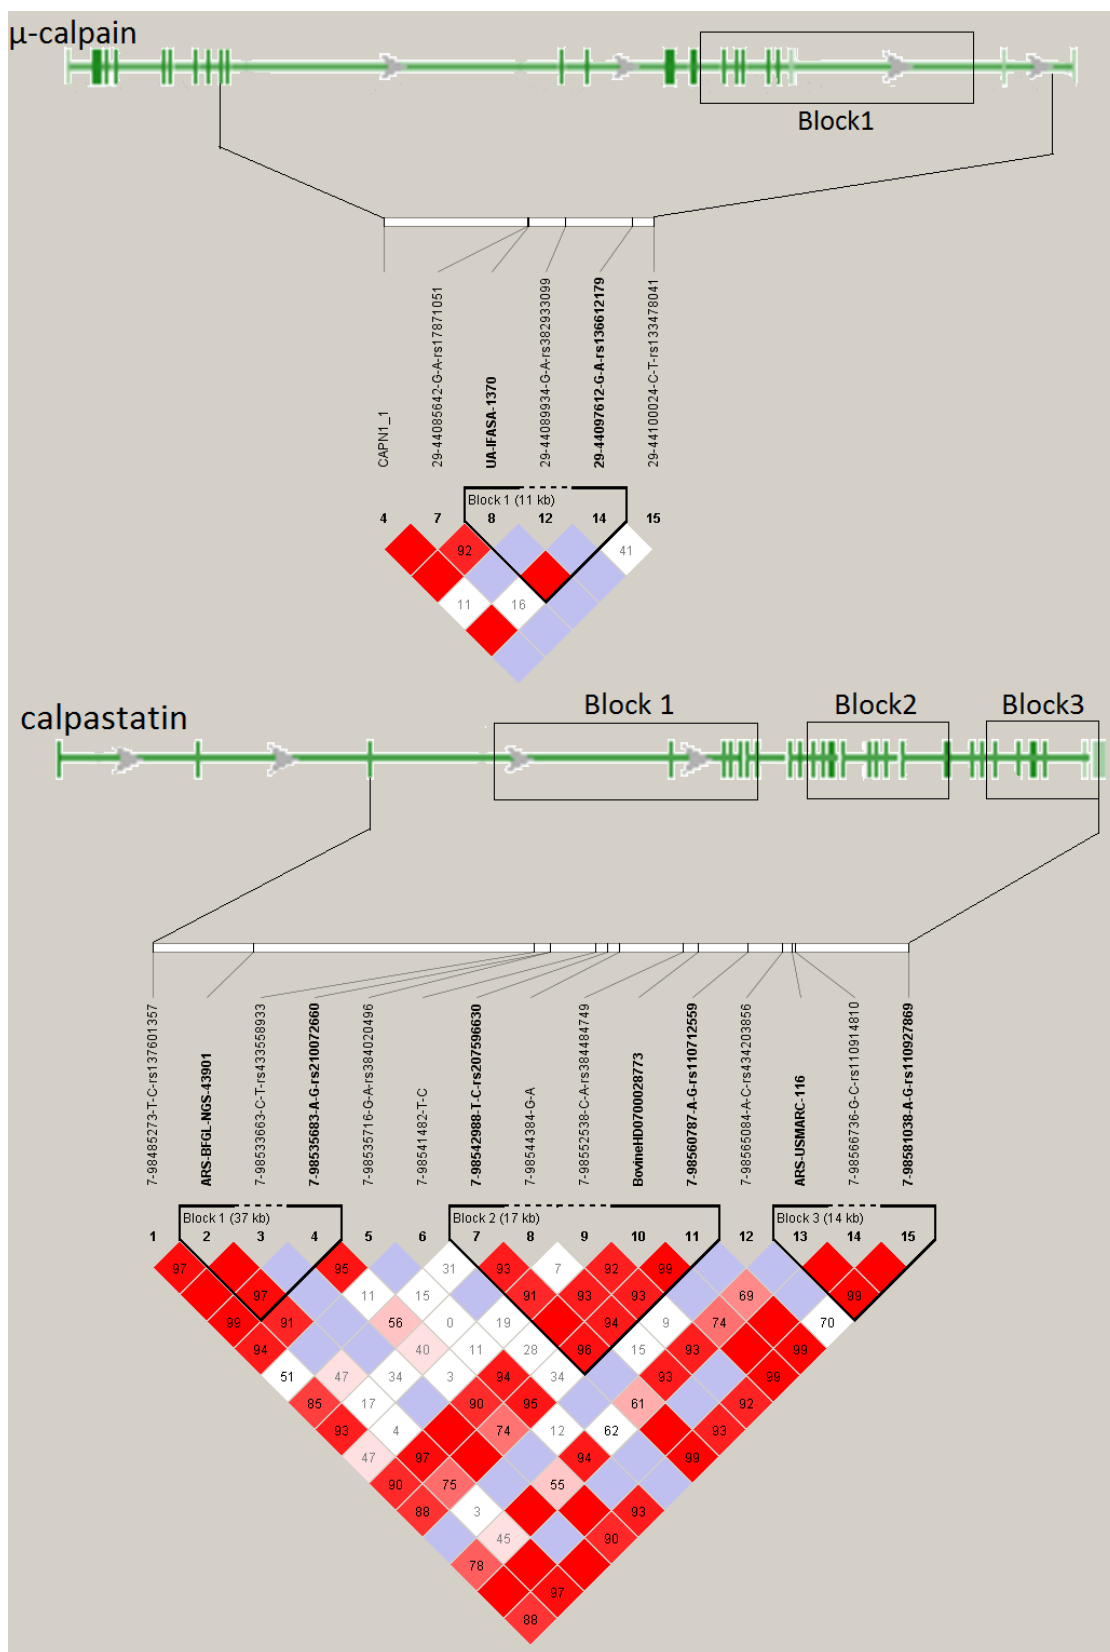 μ-calpain
Block1
CAPN1_1
29-44085642-G-A-rs17871051
UA-IFASA-1370
29-44089934-G-A-rs382933099
29-44097612-G-A-rs136612179
29-44100024-C-T-rs133478041
Block 1 (11 kb)
4 7 8 12 14 15
92 41
11 16
calpastatin
Block 1 Block2 Block3
7-98485273-T-C-rs137601357
ARS-BFGL-NGS-43901
7-98533663-C-T-rs433558933
7-98535683-A-G-rs210072660
7-98535716-G-A-rs384020496
7-98541482-T-C
7-98542988-T-C-rs207596630
7-98544384-G-A
7-98552538-C-A-rs384484749
BovineHD0700028773
7-98560787-A-G-rs110712559
7-98565084-A-C-rs434203856
ARS-USMARC-116
7-98566736-G-C-rs110914810
7-98581038-A-G-rs110927869
Block 1 (37 kb) Block 2 (17 kb) Block 3 (14 kb)
1 2 3 4 5 6 7 8 9 10 11 12 13 14 15
97 95 31 93 7 92 99
97 11 15 91 93 93 69 99
99 91 56 0 19 94 9 74 70
94 40 11 28 96 15 93 99
51 47 34 3 94 34 93 99
85 17 90 95 61 92
93 4 74 12 62 93
47 97 94 99
90 75 55
88 3 93
45 90
78
97
88